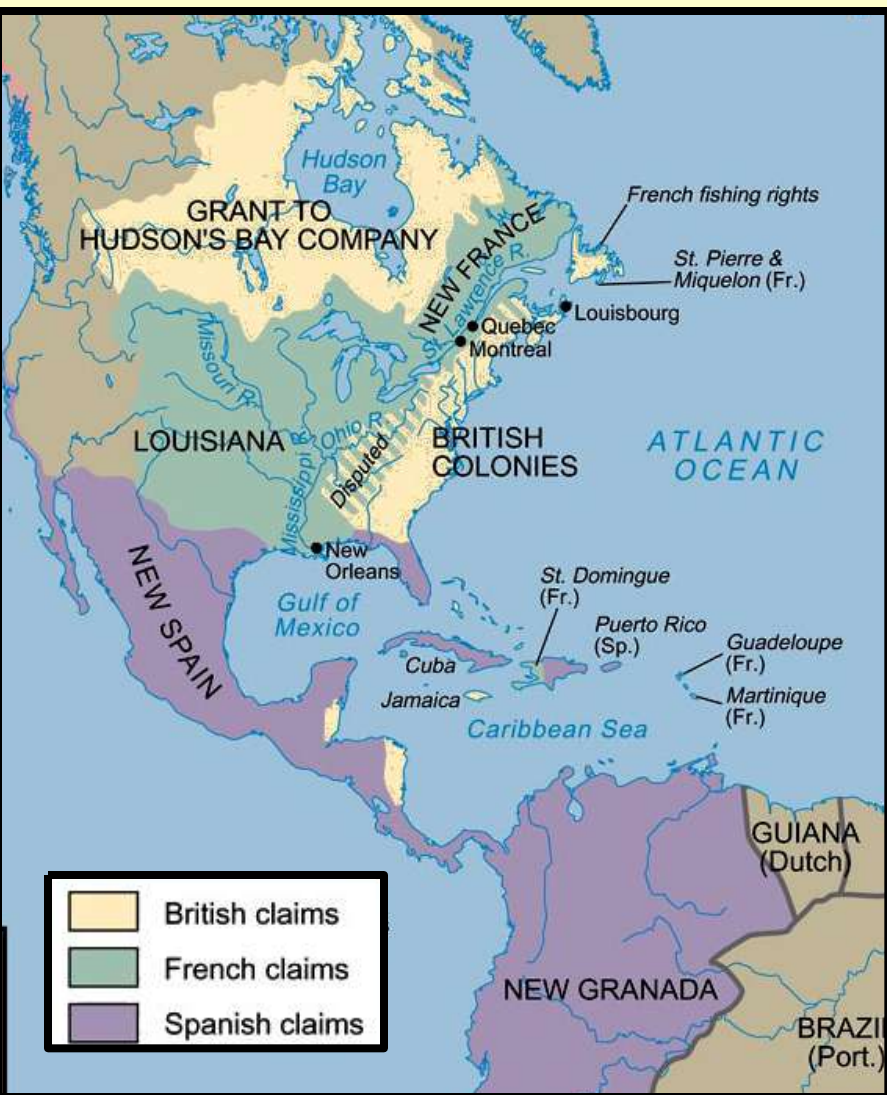 Hudson
Bay
GRANT TO
HUDSON'S BAY COMPANY
French fishing rights
NEW FRANCE
St. Lawrence R.
St. Pierre &
Miquelon (Fr.)
Louisbourg
Quebec
Montreal
Missouri R.
Ohio R.
LOUISIANA
BRITISH
COLONIES
Disputed
ATLANTIC
OCEAN
Mississippi R.
New
Orleans
NEW SPAIN
Gulf of
Mexico
St. Domingue
(Fr.)
Puerto Rico
(Sp.)
Guadeloupe
(Fr.)
Cuba
Jamaica
Martinique
(Fr.)
Caribbean Sea
GUIANA
(Dutch)
British claims
French claims
Spanish claims
NEW GRANADA
BRAZI
(Port.)